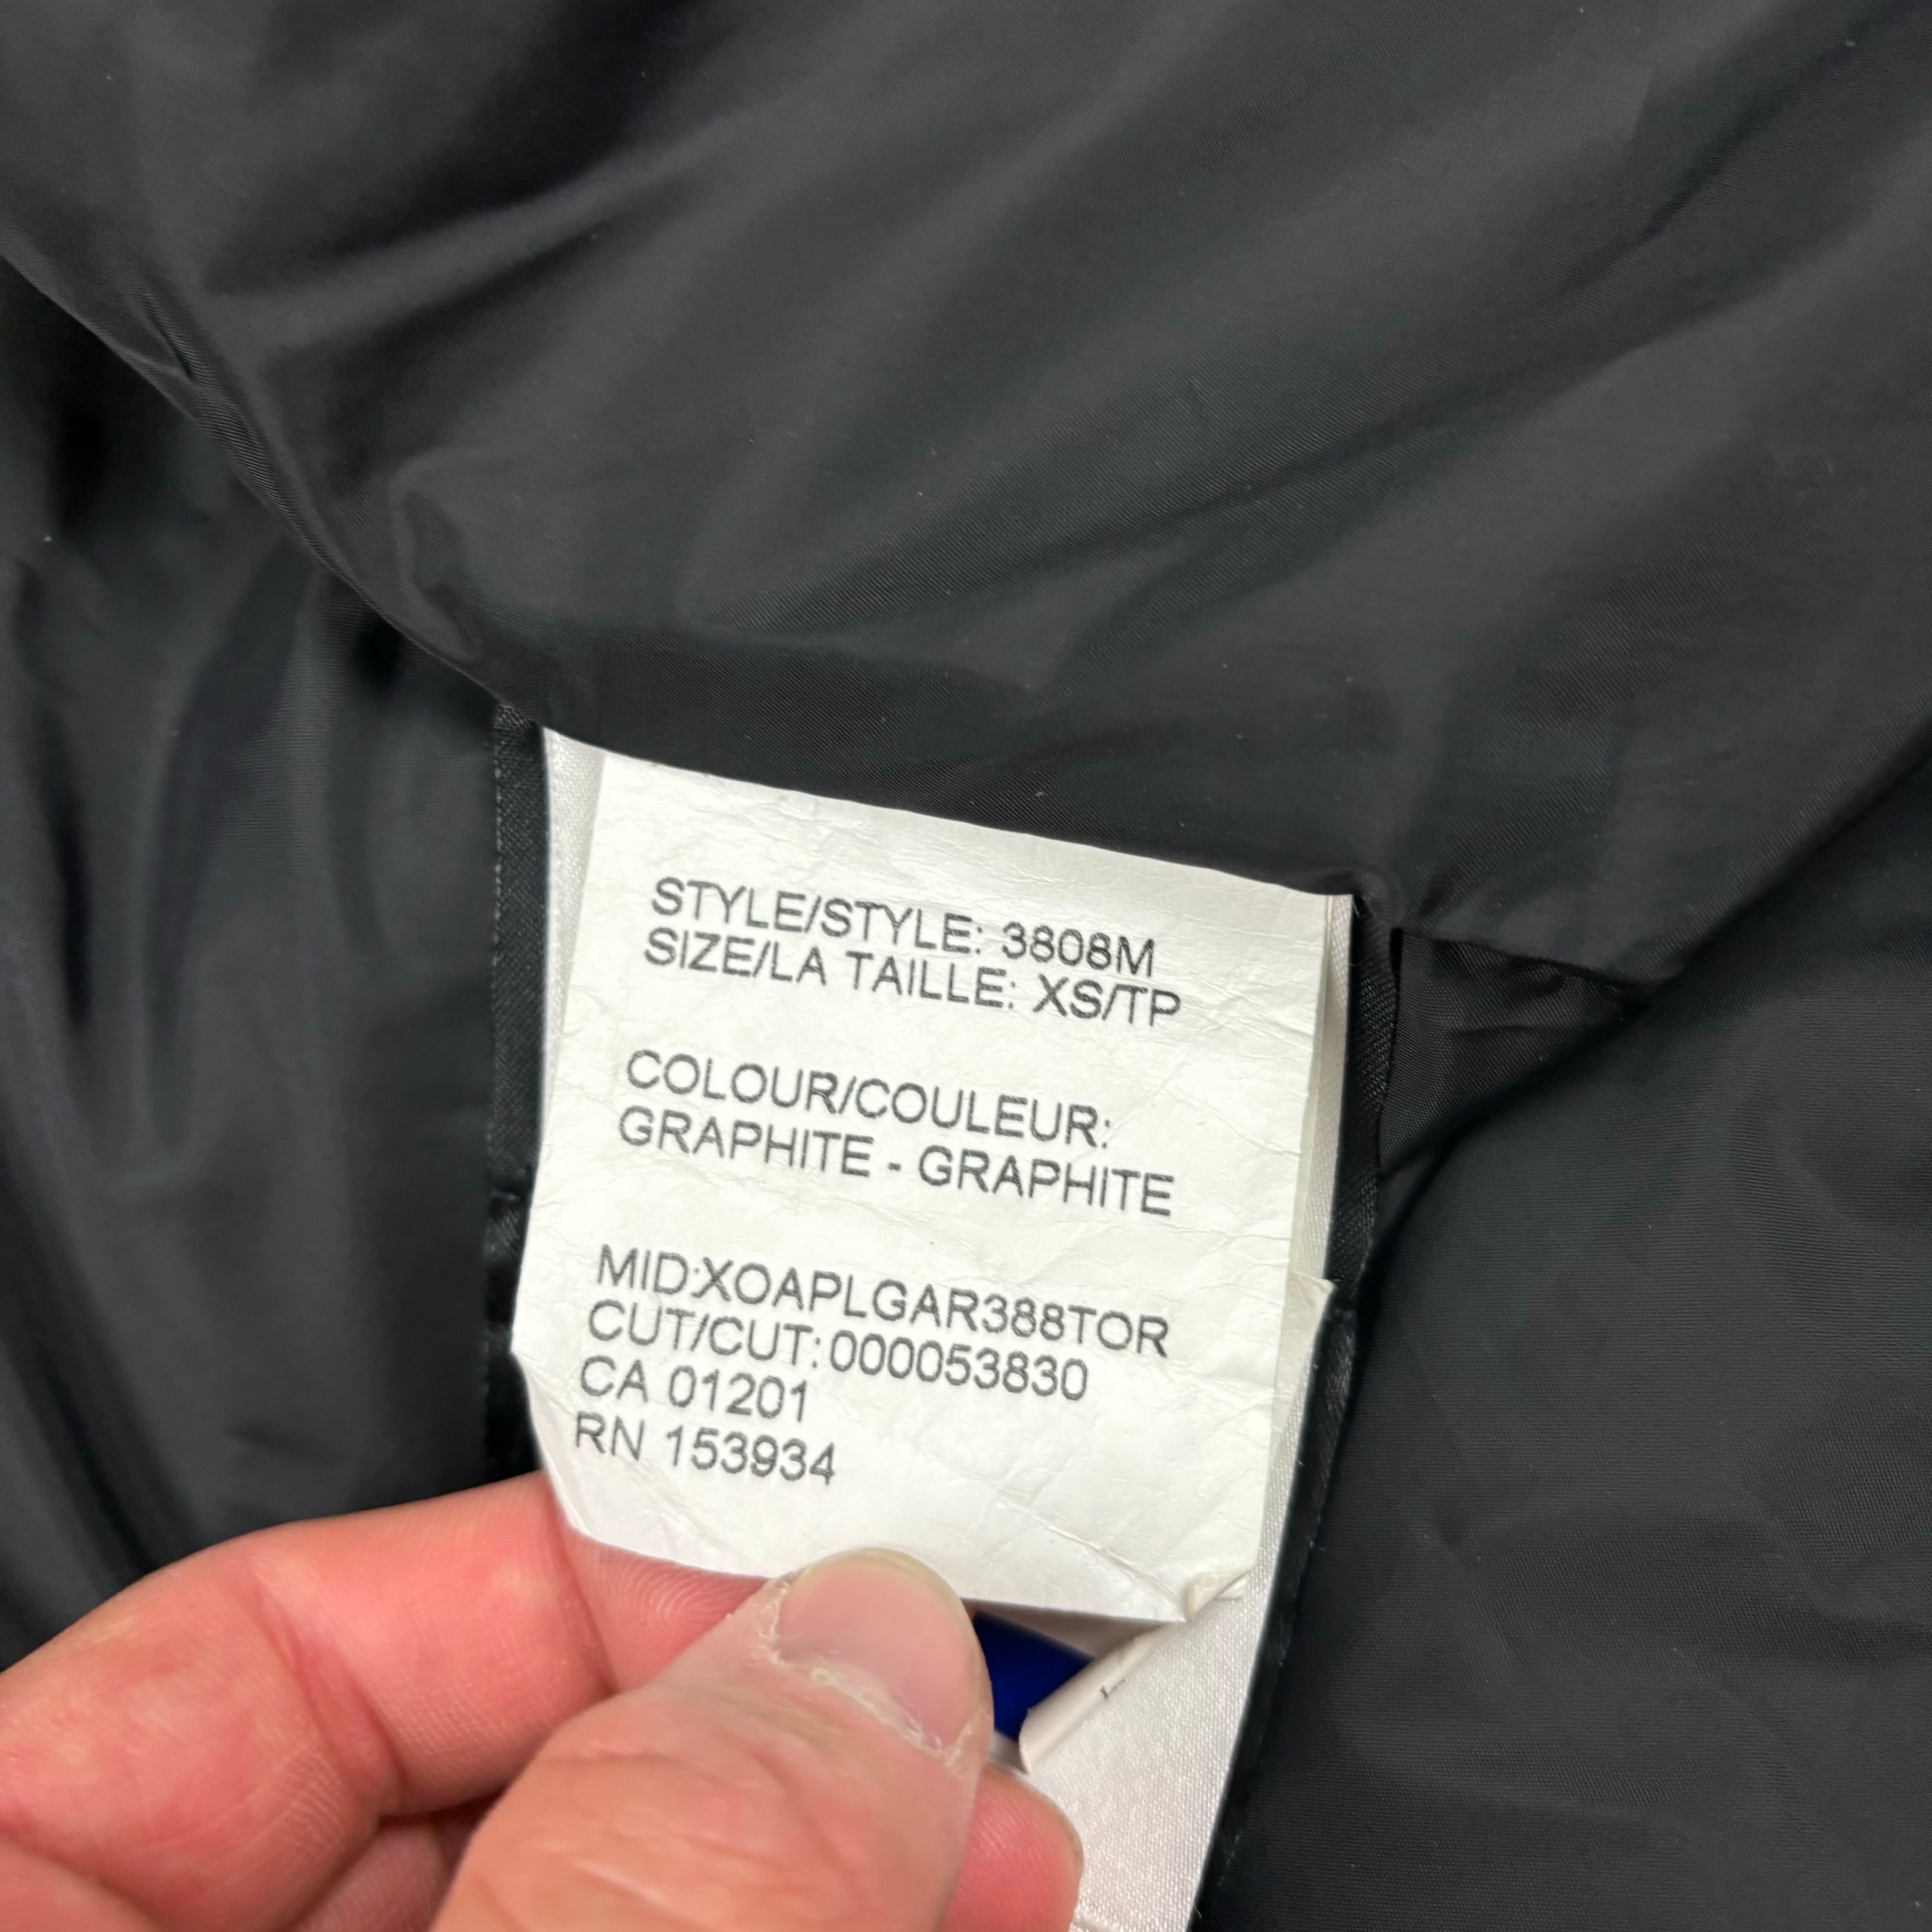 STYLE/STYLE: 3808M
SIZE/LA TAILLE: XS/TP
COLOUR/COULEUR:
GRAPHITE - GRAPHITE
MID:XOAPLGAR388TOR
CUT/CUT: 000053830
CA 01201
RN 153934